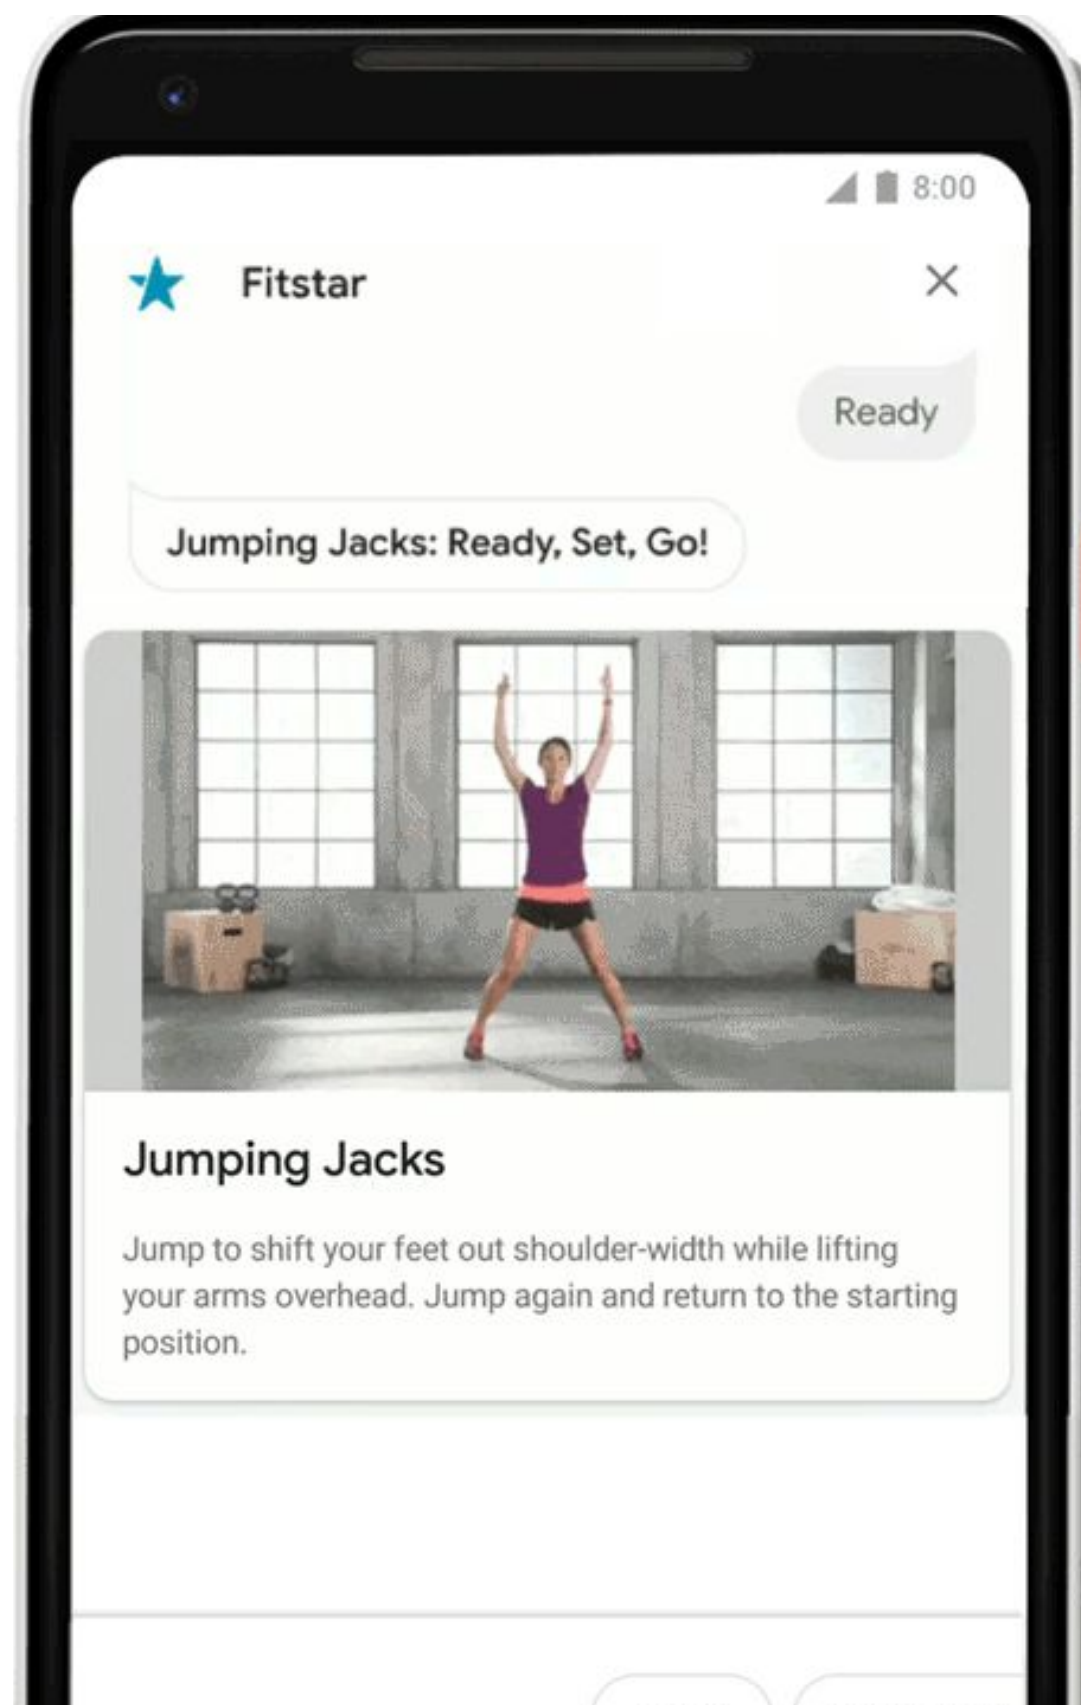 8:00
Fitstar
Ready
Jumping Jacks: Ready, Set, Go!
Jumping Jacks
Jump to shift your feet out shoulder-width while lifting
your arms overhead. Jump again and return to the starting
position.